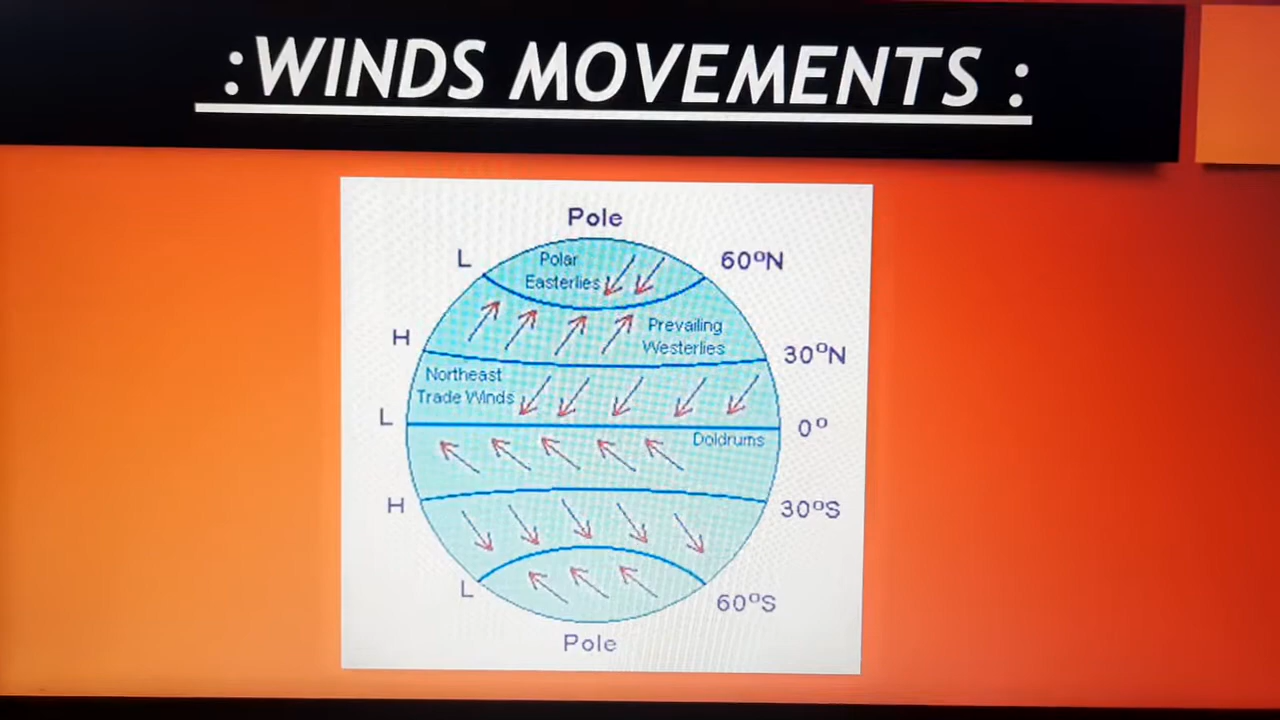 :WINDS MOVEMENTS :
Pole
L
60°N
Polar
Easterlies
H
Prevailing
Westerlies
30°N
Northeast
Trade Winds
L
0°
Doldrums
H
30°S
L
60°S
Pole